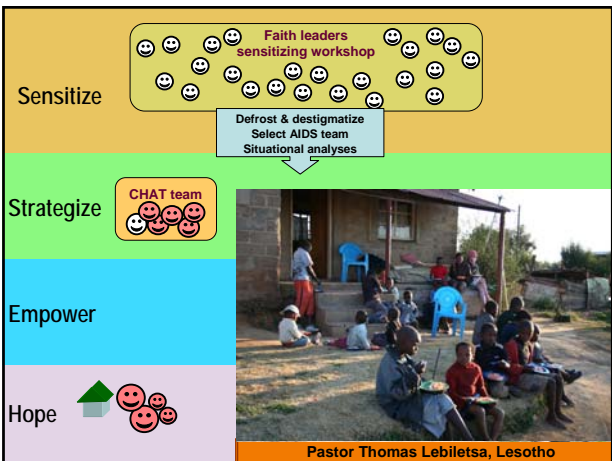 Faith leaders
sensitizing workshop
Sensitize
Defrost & destigmatize
Select AIDS team
Situational analyses
CHAT team
Strategize
Empower
Hope
Pastor Thomas Lebiletsa, Lesotho